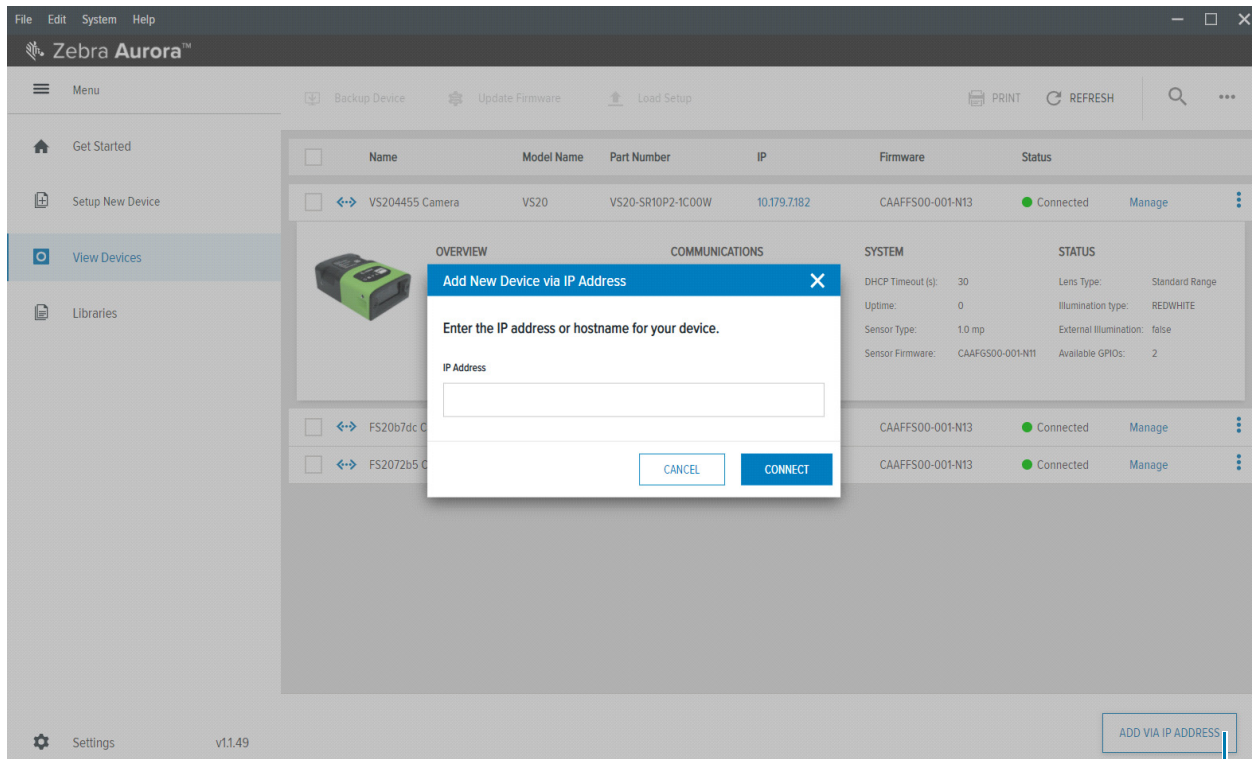 File Edit System Help
Zebra Aurora™
Menu
Backup Device Update Firmware Load Setup PRINT REFRESH
Get Started
Setup New Device
View Devices
Libraries
Name Model Name Part Number IP Firmware Status
VS204455 Camera VS20 VS20-SR10P2-1C00W 10.179.7.182 CAAFFS00-001-N13 Connected Manage
OVERVIEW COMMUNICATIONS SYSTEM STATUS
DHCP Timeout (s): 30 Lens Type: Standard Range
Uptime: 0 Illumination type: REDWHITE
Sensor Type: 1.0 mp External Illumination: false
Sensor Firmware: CAAFGS00-001-N11 Available GPIOs: 2
Add New Device via IP Address
Enter the IP address or hostname for your device.
IP Address
CANCEL CONNECT
FS20b7dc C CAAFFS00-001-N13 Connected Manage
FS2072b5 C CAAFFS00-001-N13 Connected Manage
ADD VIA IP ADDRESS
Settings v1.1.49